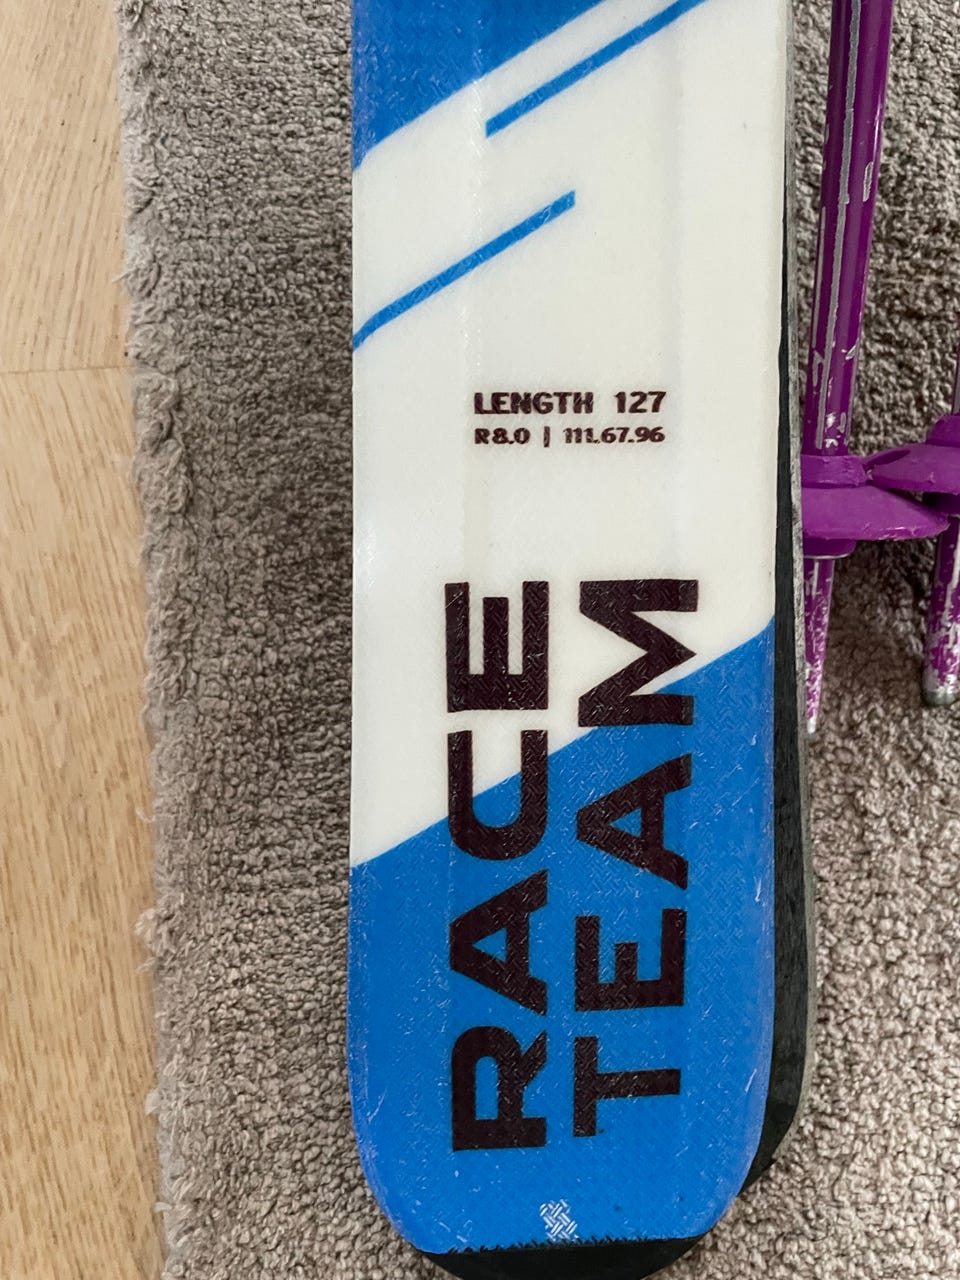 LENGTH 127
R8.0 | 111.67.96
RACE
TEAM